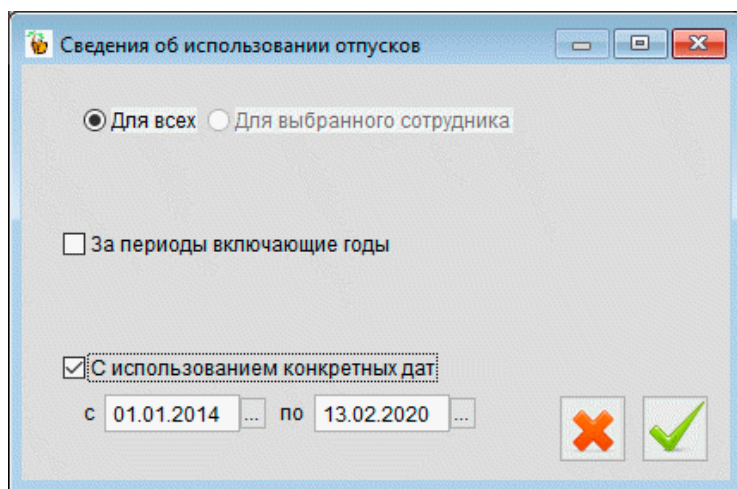 Сведения об использовании отпусков
Для всех Для выбранного сотрудника
За периоды включающие годы
С использованием конкретных дат
с 01.01.2014 ... по 13.02.2020 ...